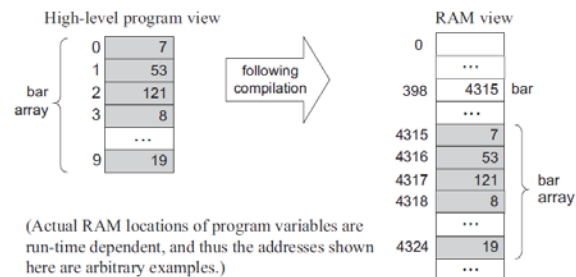 High-level program view
0 7
1 53
2 121
3 8
...
9 19
bar
array
following
compilation
RAM view
0
...
398 4315 bar
...
4315 7
4316 53
4317 121
4318 8
...
4324 19
...
bar
array
(Actual RAM locations of program variables are
run-time dependent, and thus the addresses shown
here are arbitrary examples.)